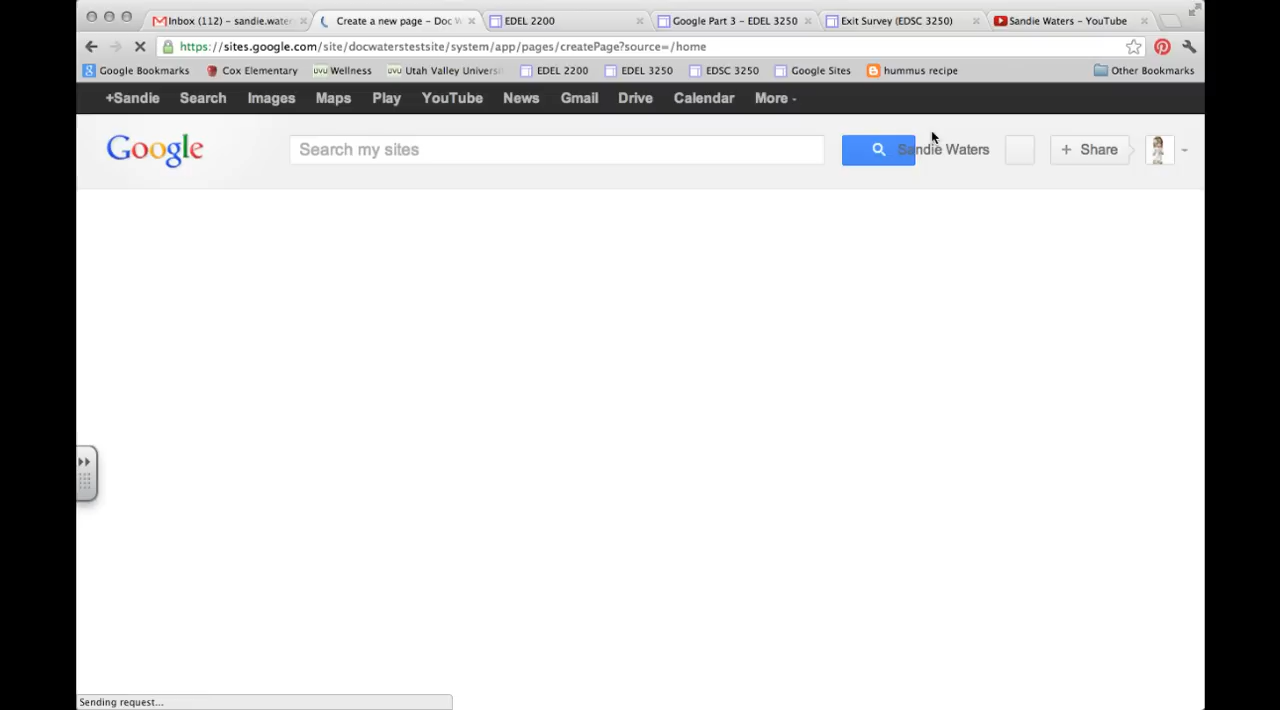 Inbox (112) – sandie.water
Create a new page – Doc W
EDEL 2200
Google Part 3 – EDEL 3250
Exit Survey (EDSC 3250)
Sandie Waters – YouTube
https://sites.google.com/site/docwaterstestsite/system/app/pages/createPage?source=/home
Google Bookmarks
Cox Elementary
UVU Wellness
UVU Utah Valley Univers
EDEL 2200
EDEL 3250
EDSC 3250
Google Sites
hummus recipe
Other Bookmarks
+Sandie Search Images Maps Play YouTube News Gmail Drive Calendar More
Google
Search my sites
Sandie Waters
+ Share
Sending request...